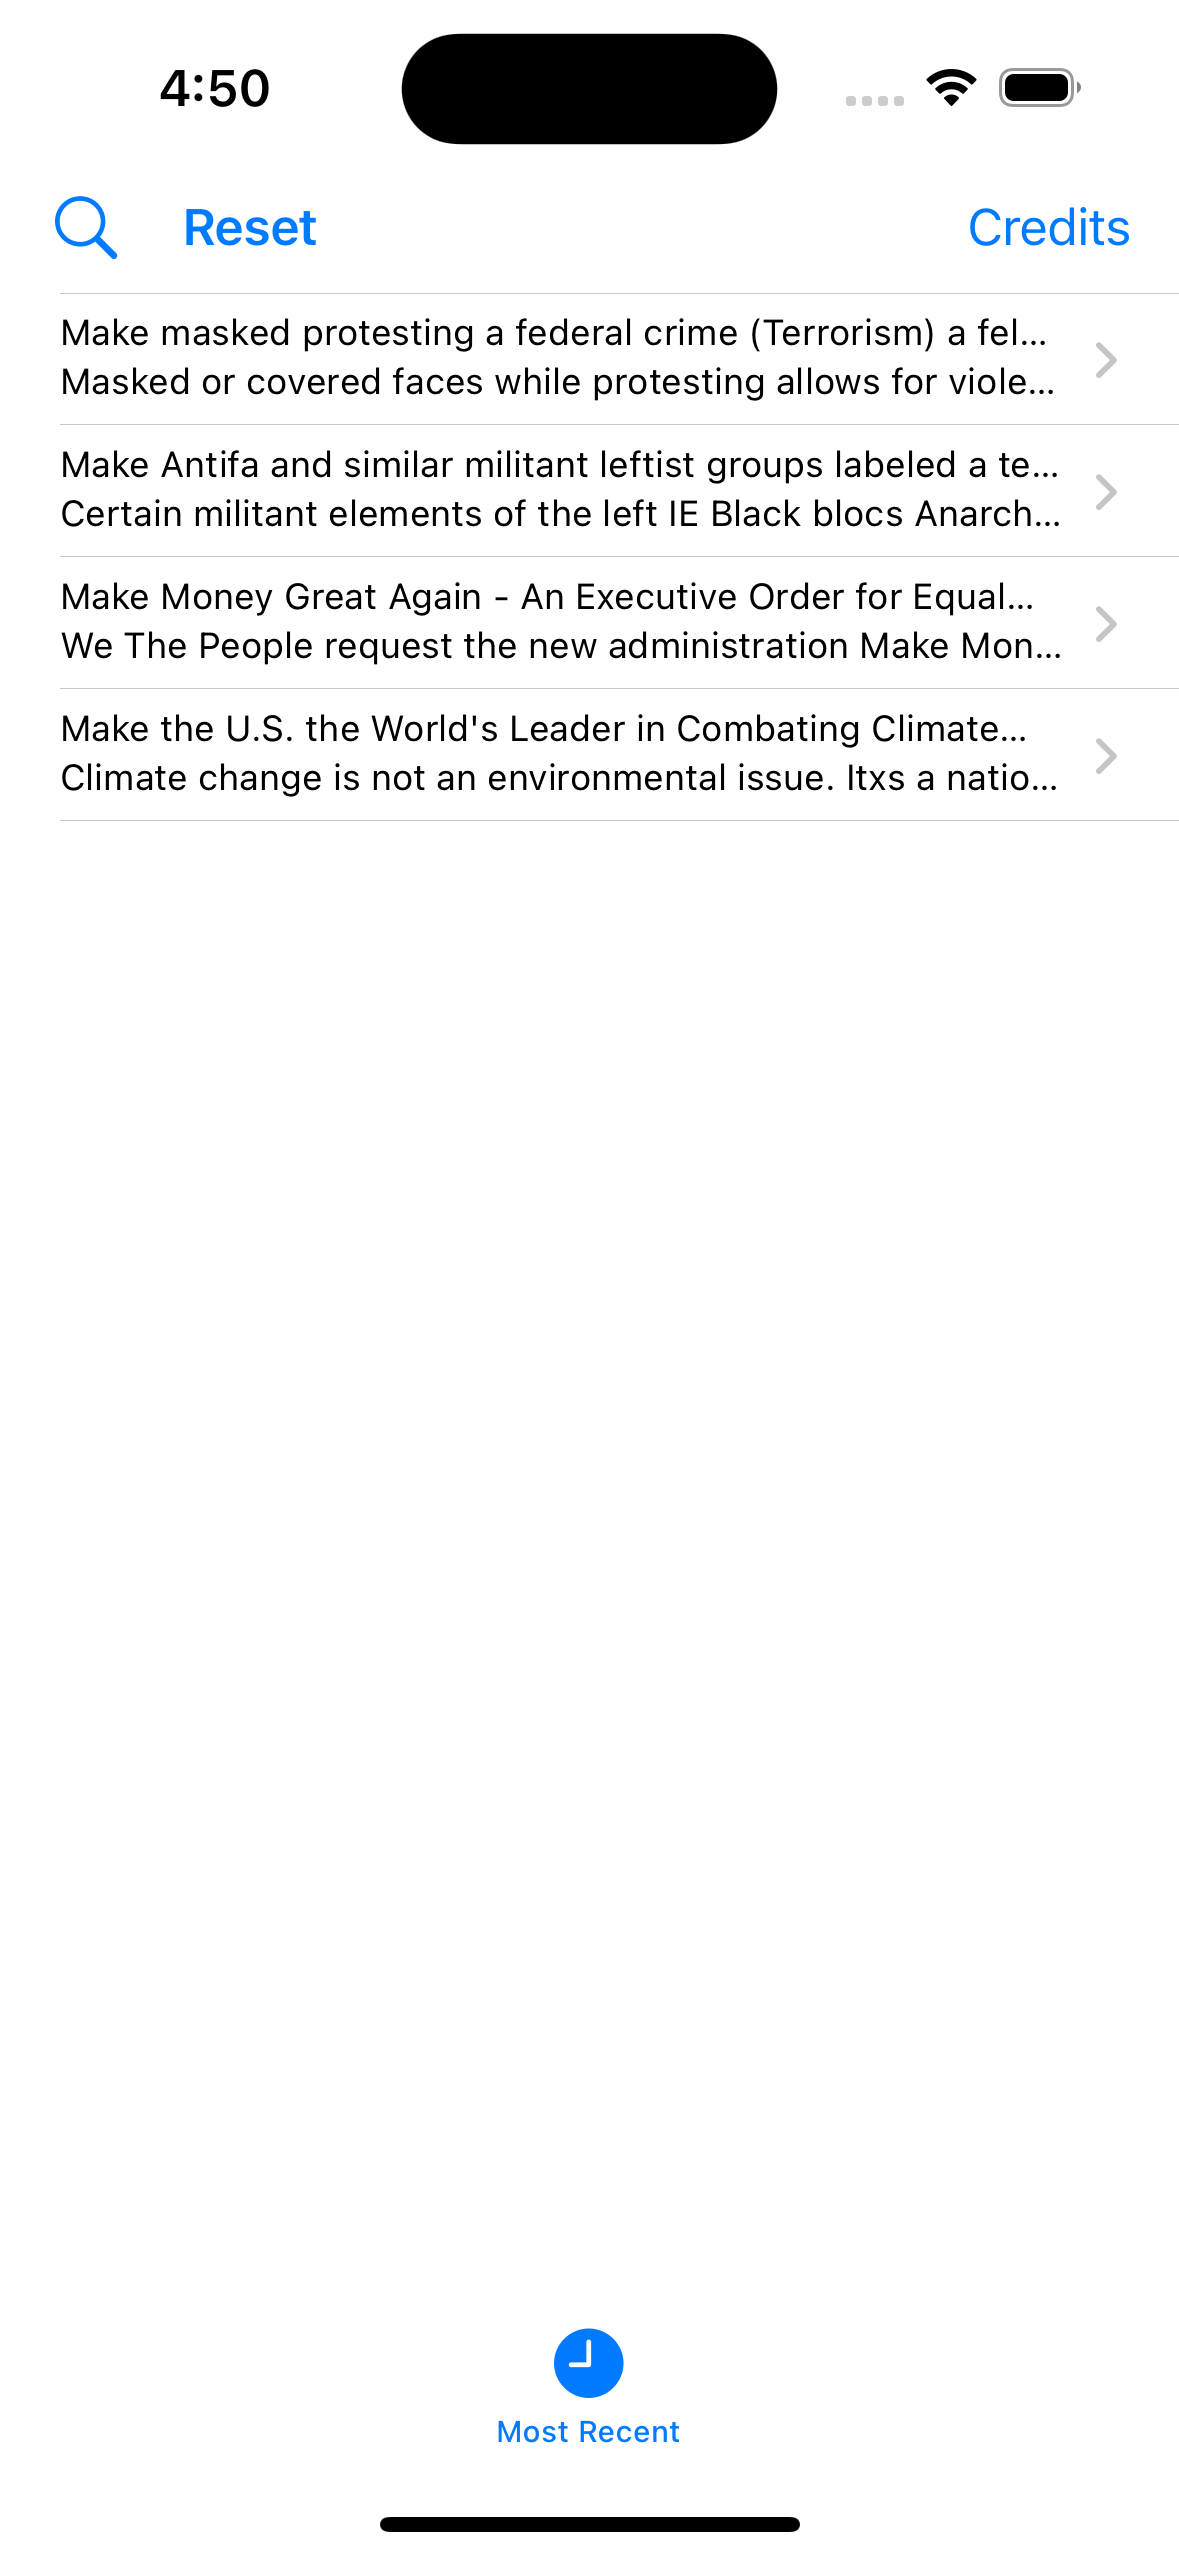 4:50
Reset
Credits
Make masked protesting a federal crime (Terrorism) a fel...
Masked or covered faces while protesting allows for viole...
Make Antifa and similar militant leftist groups labeled a te...
Certain militant elements of the left IE Black blocs Anarch...
Make Money Great Again - An Executive Order for Equal...
We The People request the new administration Make Mon...
Make the U.S. the World's Leader in Combating Climate...
Climate change is not an environmental issue. Itxs a natio...
Most Recent